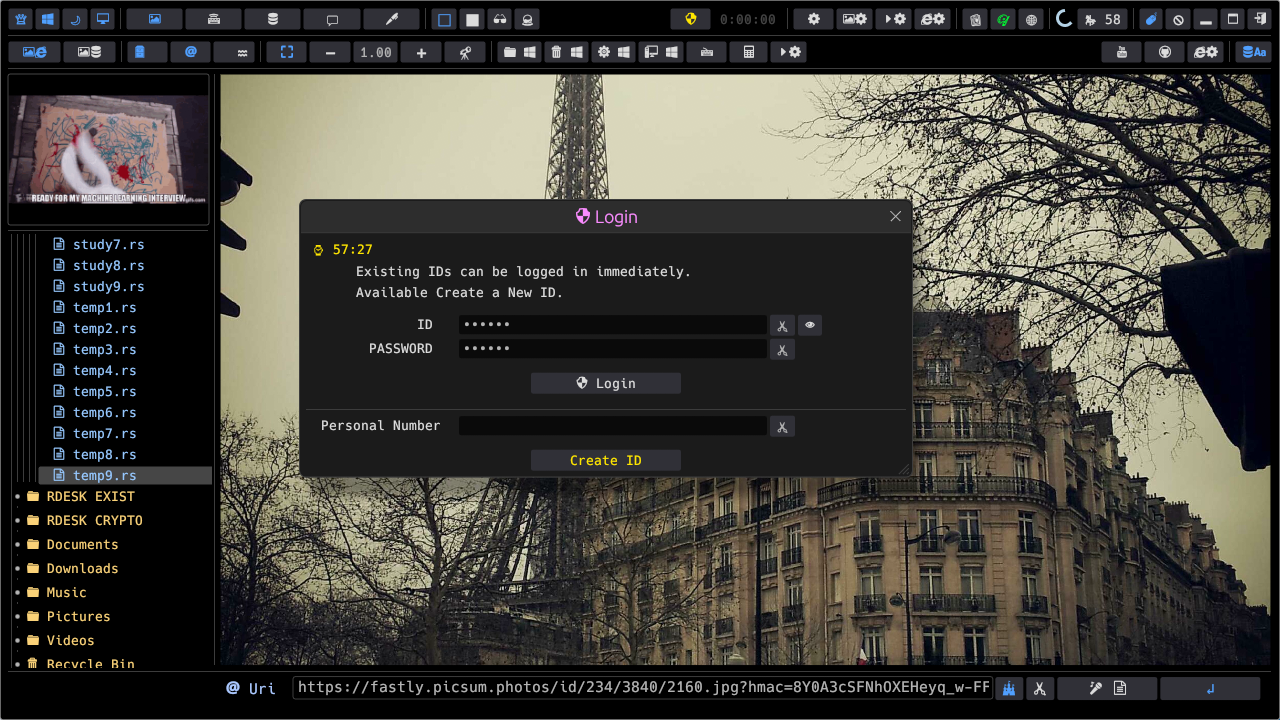 0:00:00
58
1.00
Aa
READY FOR MY MACHINE LEARNING INTERVIEW
study7.rs
study8.rs
study9.rs
temp1.rs
temp2.rs
temp3.rs
temp4.rs
temp5.rs
temp6.rs
temp7.rs
temp8.rs
temp9.rs
RDESK EXIST
RDESK CRYPTO
Documents
Downloads
Music
Pictures
Videos
Recycle Bin
Login
57:27
Existing IDs can be logged in immediately.
Available Create a New ID.
ID
PASSWORD
Login
Personal Number
Create ID
@ Uri
https://fastly.picsum.photos/id/234/3840/2160.jpg?hmac=8Y0A3cSFNhOXEHeyq_w-FF